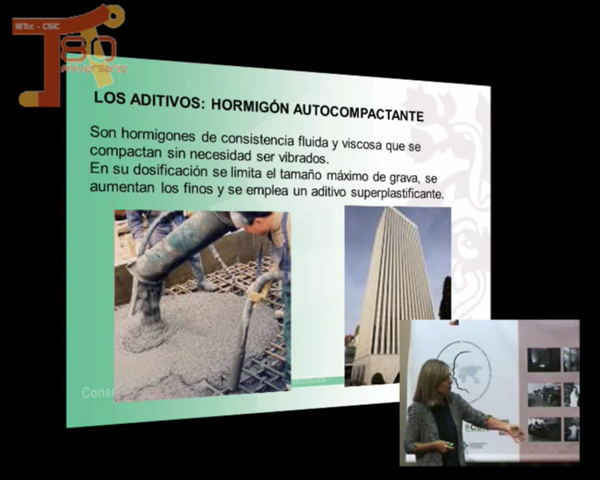 IETcc - CSIC
80
aniversario
LOS ADITIVOS: HORMIGÓN AUTOCOMPACTANTE
Son hormigones de consistencia fluida y viscosa que se
compactan sin necesidad ser vibrados.
En su dosificación se limita el tamaño máximo de grava, se
aumentan los finos y se emplea un aditivo superplastificante.